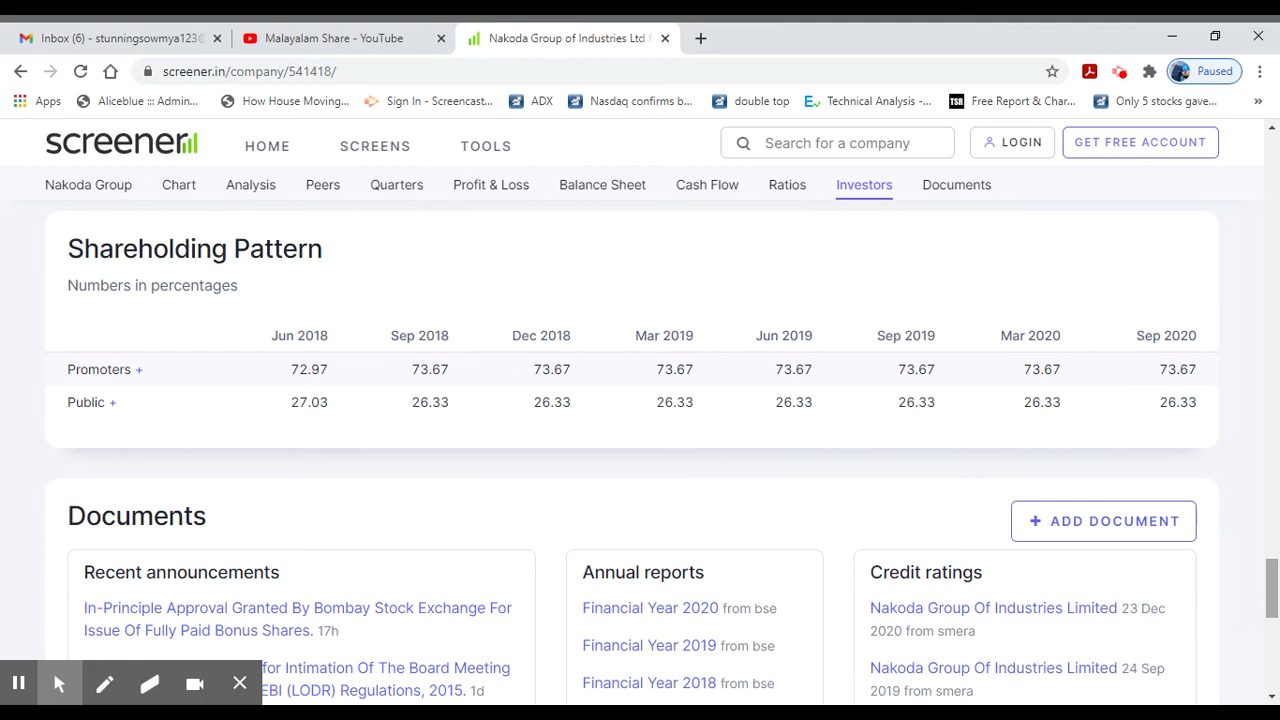 Inbox (6) - stunningsowmya123@
Malayalam Share - YouTube
Nakoda Group of Industries Ltd f
screener.in/company/541418/
Paused
Apps
Aliceblue ::: Admin...
How House Moving...
Sign In - Screencast...
ADX
Nasdaq confirms b...
double top
Technical Analysis -...
TSR
Free Report & Char...
Only 5 stocks gave...
»
screener
HOME
SCREENS
TOOLS
Search for a company
LOGIN
GET FREE ACCOUNT
Nakoda Group Chart Analysis Peers Quarters Profit & Loss Balance Sheet Cash Flow Ratios Investors Documents
Shareholding Pattern
Numbers in percentages
Jun 2018 Sep 2018 Dec 2018 Mar 2019 Jun 2019 Sep 2019 Mar 2020 Sep 2020
Promoters + 72.97 73.67 73.67 73.67 73.67 73.67 73.67 73.67
Public + 27.03 26.33 26.33 26.33 26.33 26.33 26.33 26.33
Documents
+ ADD DOCUMENT
Recent announcements
In-Principle Approval Granted By Bombay Stock Exchange For
Issue Of Fully Paid Bonus Shares. 17h
for Intimation Of The Board Meeting
EBI (LODR) Regulations, 2015. 1d
Annual reports
Financial Year 2020 from bse
Financial Year 2019 from bse
Financial Year 2018 from bse
Credit ratings
Nakoda Group Of Industries Limited 23 Dec
2020 from smera
Nakoda Group Of Industries Limited 24 Sep
2019 from smera